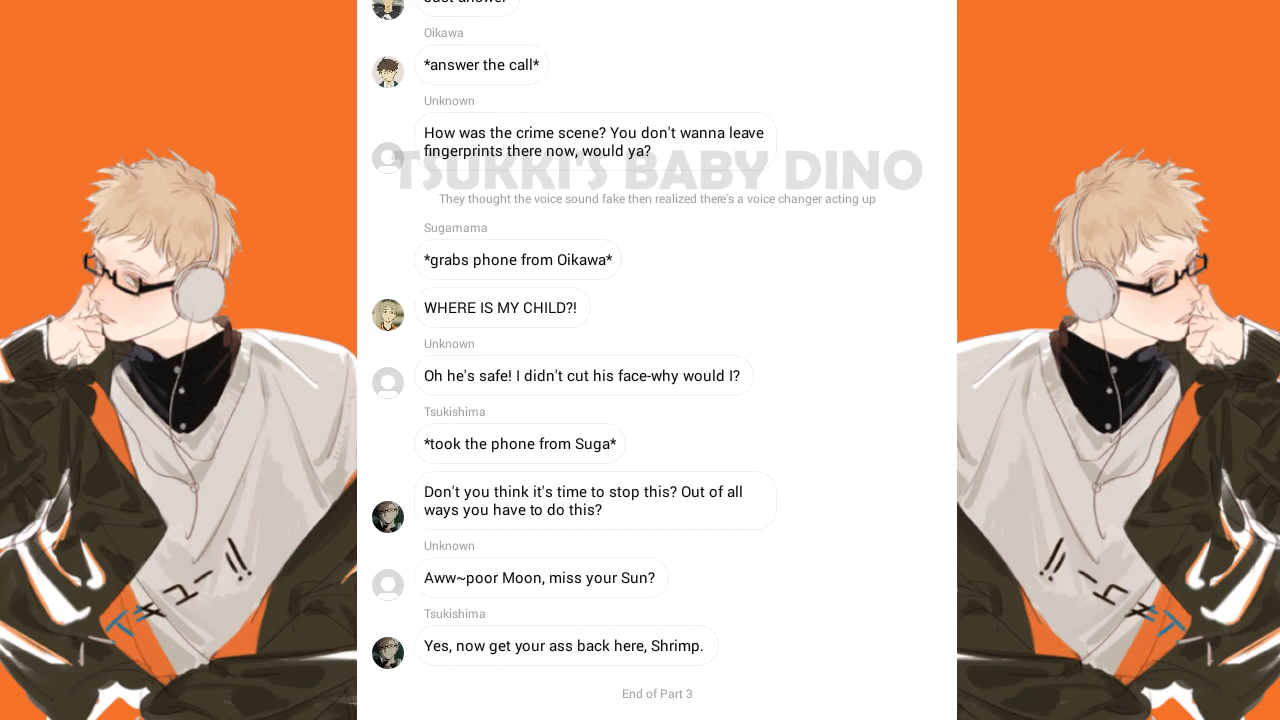 Just answer
Oikawa
*answer the call*
Unknown
How was the crime scene? You don't wanna leave
fingerprints there now, would ya?
TSUKKI'S BABY DINO
They thought the voice sound fake then realized there's a voice changer acting up
Sugamama
*grabs phone from Oikawa*
WHERE IS MY CHILD?!
Unknown
Oh he's safe! I didn't cut his face-why would I?
Tsukishima
*took the phone from Suga*
Don't you think it's time to stop this? Out of all
ways you have to do this?
Unknown
Aww~poor Moon, miss your Sun?
Tsukishima
Yes, now get your ass back here, Shrimp.
End of Part 3